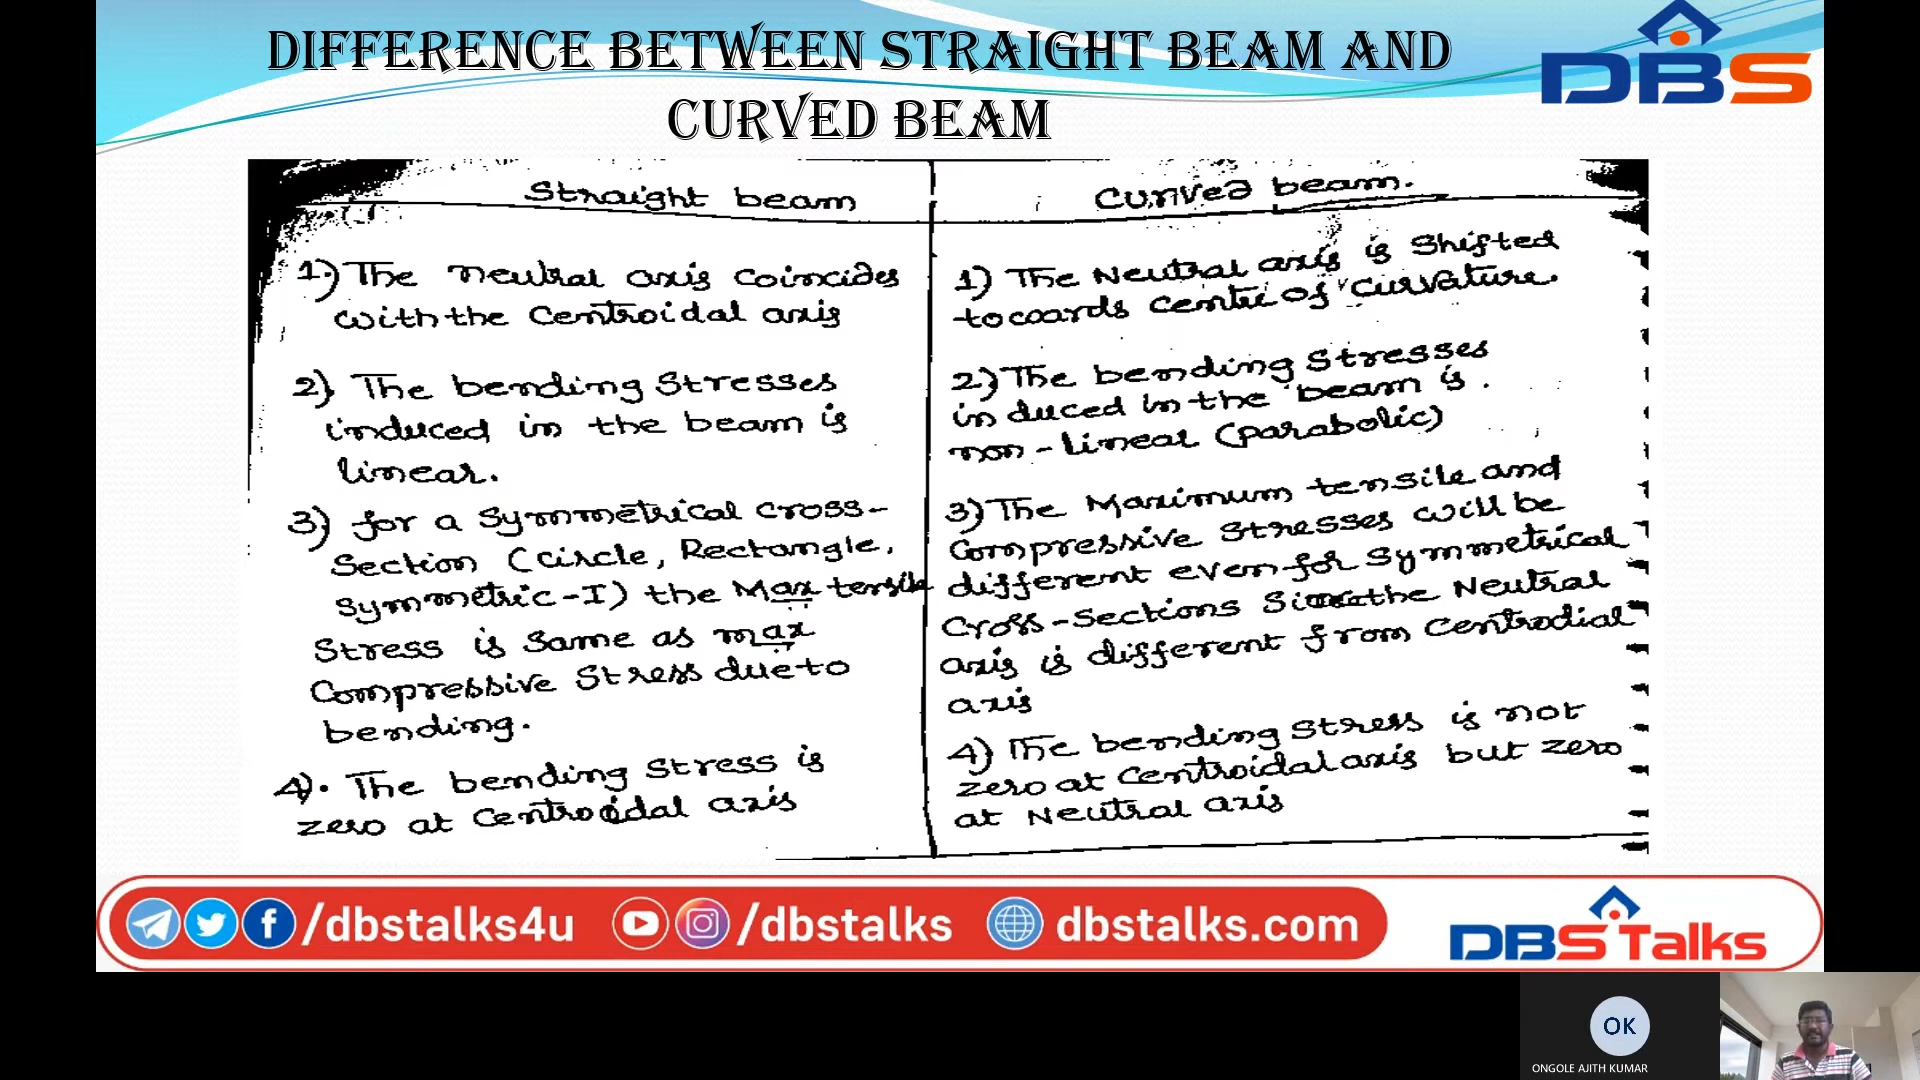 DIFFERENCE BETWEEN STRAIGHT BEAM AND
CURVED BEAM
DBS
Straight beam
1) The neutral axis coincides
with the Centroidal axis
2) The bending Stresses
induced in the beam is
linear.
3) for a Symmetrical cross-
Section (Circle, Rectangle,
Symmetric-I) the Max tensile
Stress is Same as max
Compressive Stress due to
bending.
4). The bending Stress is
zero at Centroidal axis
Curved beam.
1) The Neutral axis is Shifted
towards Centre of Curvature.
2) The bending Stresses
induced in the beam is.
non-linear (parabolic)
3) The Maximum tensile and
Compressive Stresses will be
different even for Symmetrical
Cross-Sections Since the Neutral
axis is different from Centrodial
axis
4) The bending Stress is not
zero at Centroidal axis but zero
at Neutral axis
/dbstalks4u /dbstalks dbstalks.com
DBS Talks
OK
ONGOLE AJITH KUMAR